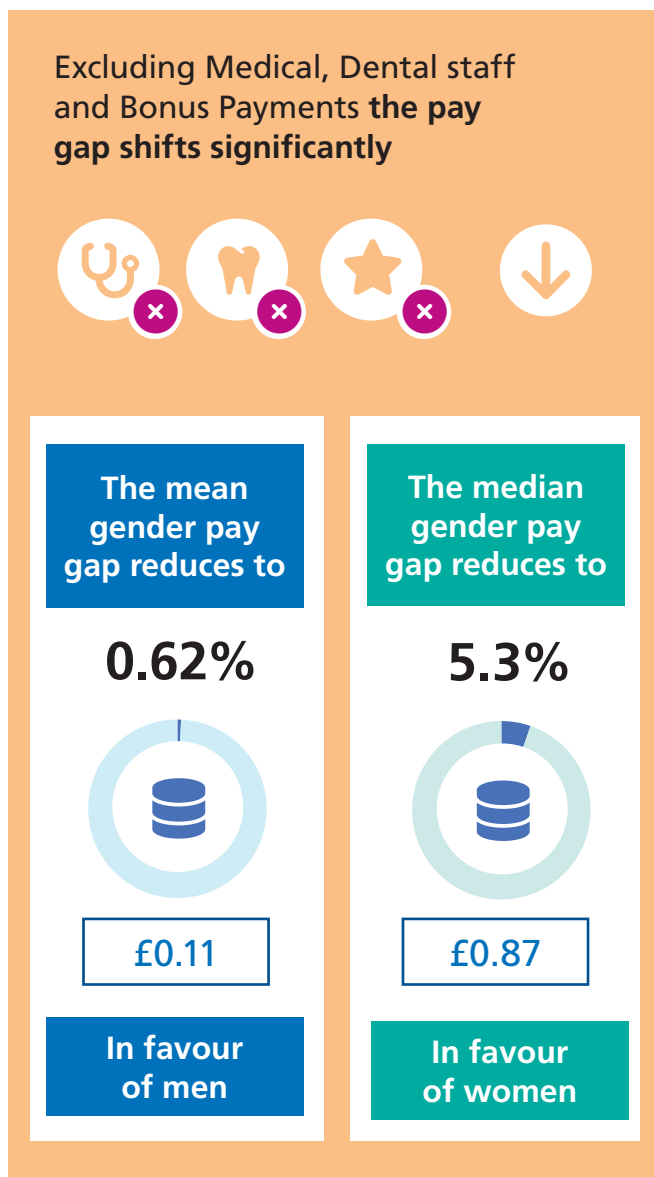 Excluding Medical, Dental staff
and Bonus Payments the pay
gap shifts significantly
The mean
gender pay
gap reduces to
0.62%
£0.11
In favour
of men
The median
gender pay
gap reduces to
5.3%
£0.87
In favour
of women